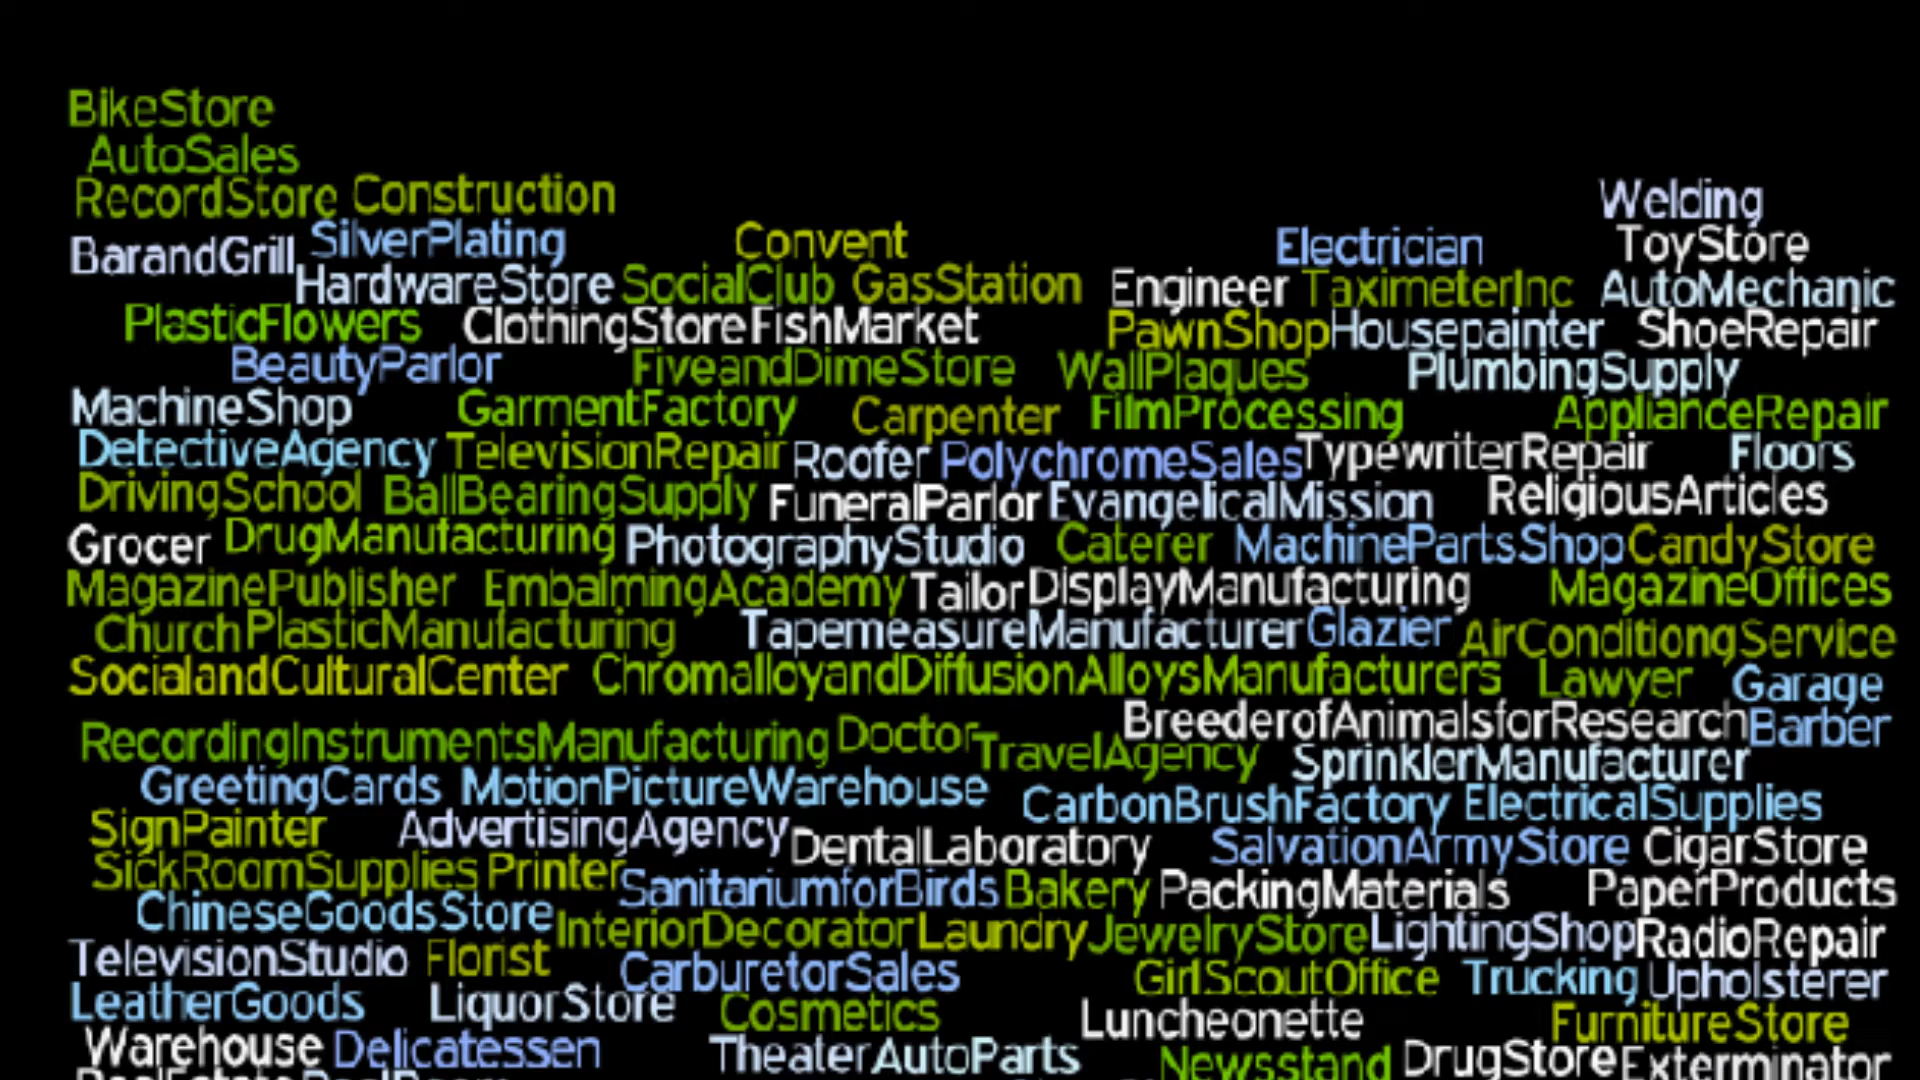 BikeStore
AutoSales
RecordStore Construction Welding
BarandGrill SilverPlating Convent Electrician ToyStore
HardwareStore SocialClub GasStation Engineer TaximeterInc AutoMechanic
PlasticFlowers ClothingStore FishMarket PawnShop Housepainter ShoeRepair
BeautyParlor FiveandDimeStore WallPlaques PlumbingSupply
MachineShop GarmentFactory Carpenter FilmProcessing ApplianceRepair
DetectiveAgency TelevisionRepair Roofer PolychromeSales TypewriterRepair Floors
DrivingSchool BallBearingSupply FuneralParlor EvangelicalMission ReligiousArticles
Grocer DrugManufacturing PhotographyStudio Caterer MachinePartsShop CandyStore
MagazinePublisher EmbalmingAcademy Tailor DisplayManufacturing MagazineOffices
Church PlasticManufacturing TapemeasureManufacturer Glazier AirConditiongService
SocialandCulturalCenter ChromalloyandDiffusionAlloysManufacturers Lawyer Garage
RecordingInstrumentsManufacturing Doctor BreederofAnimalsforResearch Barber
TravelAgency SprinklerManufacturer
GreetingCards MotionPictureWarehouse CarbonBrushFactory ElectricalSupplies
SignPainter AdvertisingAgency DentalLaboratory SalvationArmyStore CigarStore
SickRoomSupplies Printer SanitariumforBirds Bakery PackingMaterials PaperProducts
ChineseGoodsStore InteriorDecorator Laundry JewelryStore LightingShop RadioRepair
TelevisionStudio Florist CarburetorSales GirlScoutOffice Trucking Upholsterer
LeatherGoods LiquorStore Cosmetics Luncheonette FurnitureStore
Warehouse Delicatessen Theater AutoParts Newsstand DrugStore Exterminator